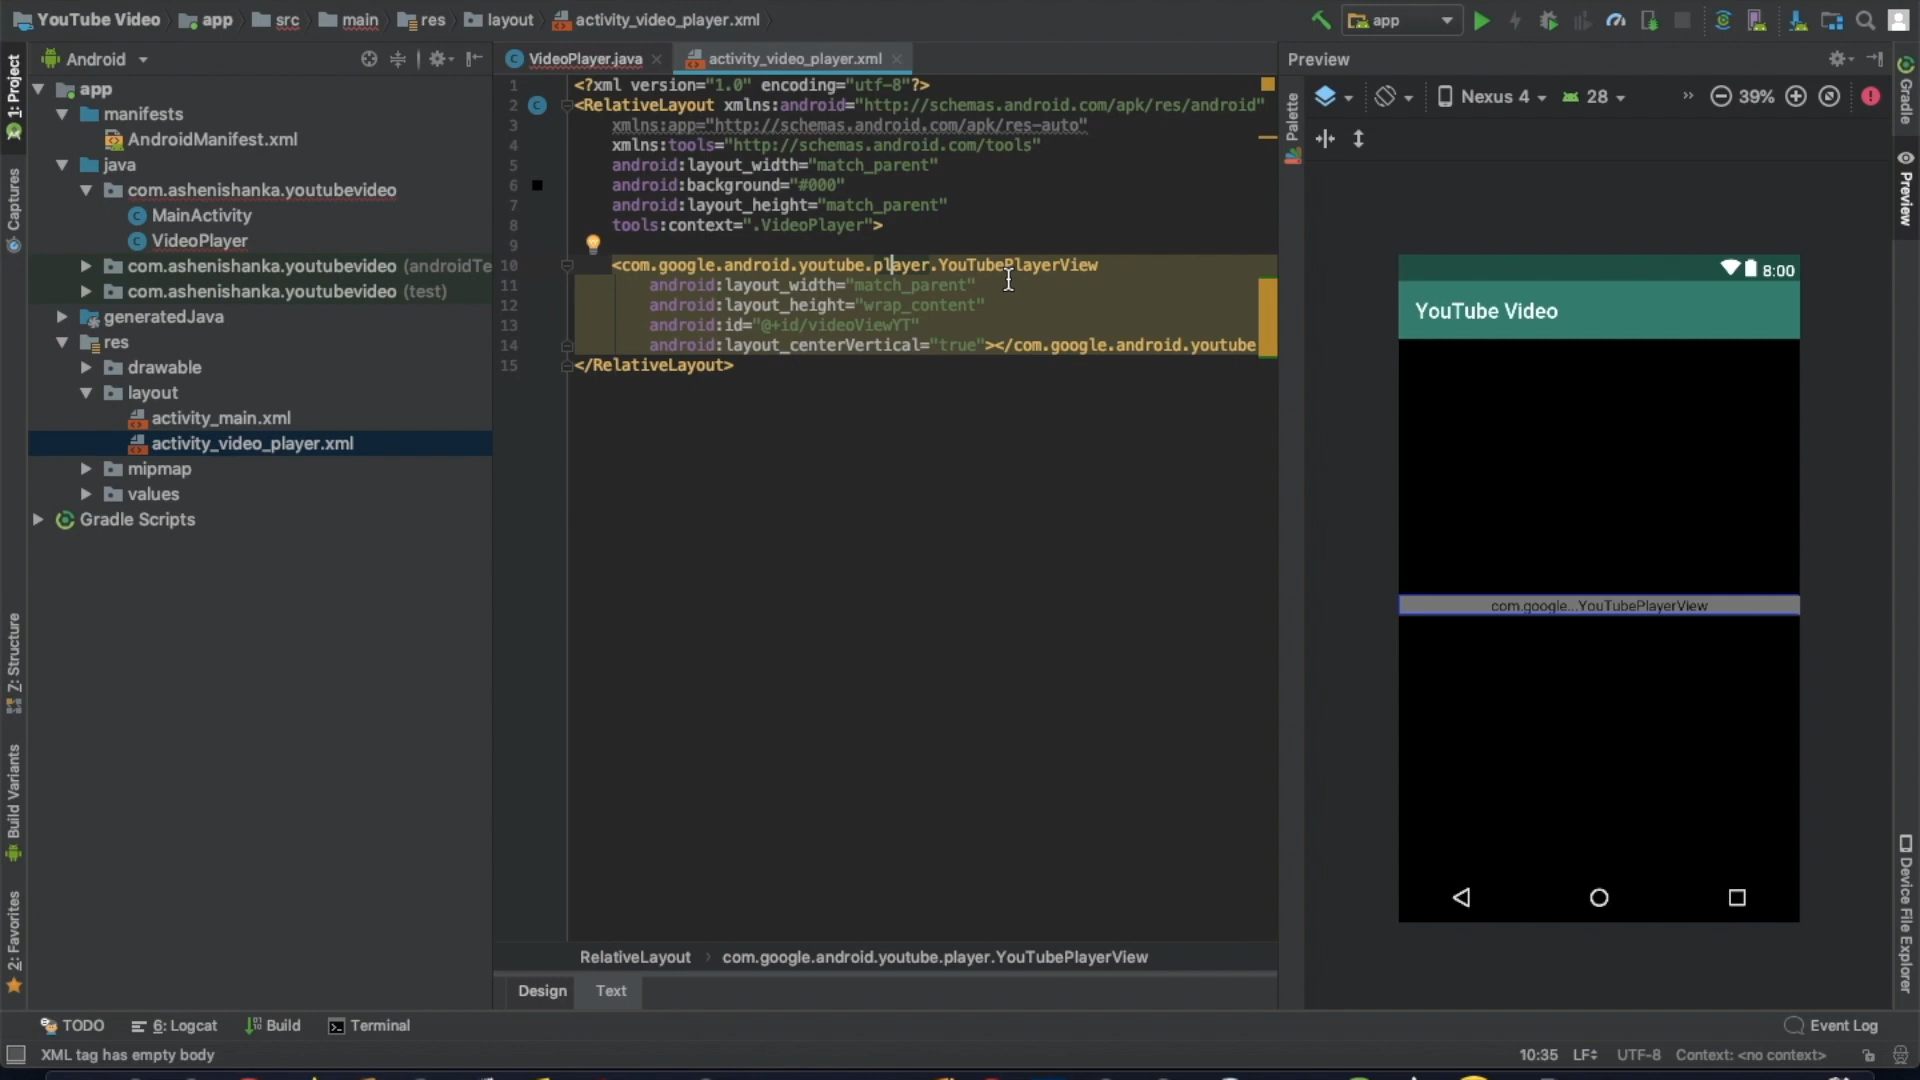 YouTube Video app src main res layout activity_video_player.xml app
Android
VideoPlayer.java activity_video_player.xml
Preview
1: Project
Captures
Z: Structure
Build Variants
2: Favorites
app
manifests
AndroidManifest.xml
java
com.ashenishanka.youtubevideo
MainActivity
VideoPlayer
com.ashenishanka.youtubevideo (androidTe
com.ashenishanka.youtubevideo (test)
generatedJava
res
drawable
layout
activity_main.xml
activity_video_player.xml
mipmap
values
Gradle Scripts
1 <?xml version="1.0" encoding="utf-8"?>
2 <RelativeLayout xmlns:android="http://schemas.android.com/apk/res/android"
3 xmlns:app="http://schemas.android.com/apk/res-auto"
4 xmlns:tools="http://schemas.android.com/tools"
5 android:layout_width="match_parent"
6 android:background="#000"
7 android:layout_height="match_parent"
8 tools:context=".VideoPlayer">
9
10 <com.google.android.youtube.player.YouTubePlayerView
11 android:layout_width="match_parent"
12 android:layout_height="wrap_content"
13 android:id="@+id/videoViewYT"
14 android:layout_centerVertical="true"></com.google.android.youtube
15 </RelativeLayout>
RelativeLayout › com.google.android.youtube.player.YouTubePlayerView
Design Text
Palette
Nexus 4 28 » 39%
8:00
YouTube Video
com.google...YouTubePlayerView
Gradle
Preview
Device File Explorer
TODO 6: Logcat Build Terminal Event Log
XML tag has empty body 10:35 LF UTF-8 Context: <no context>